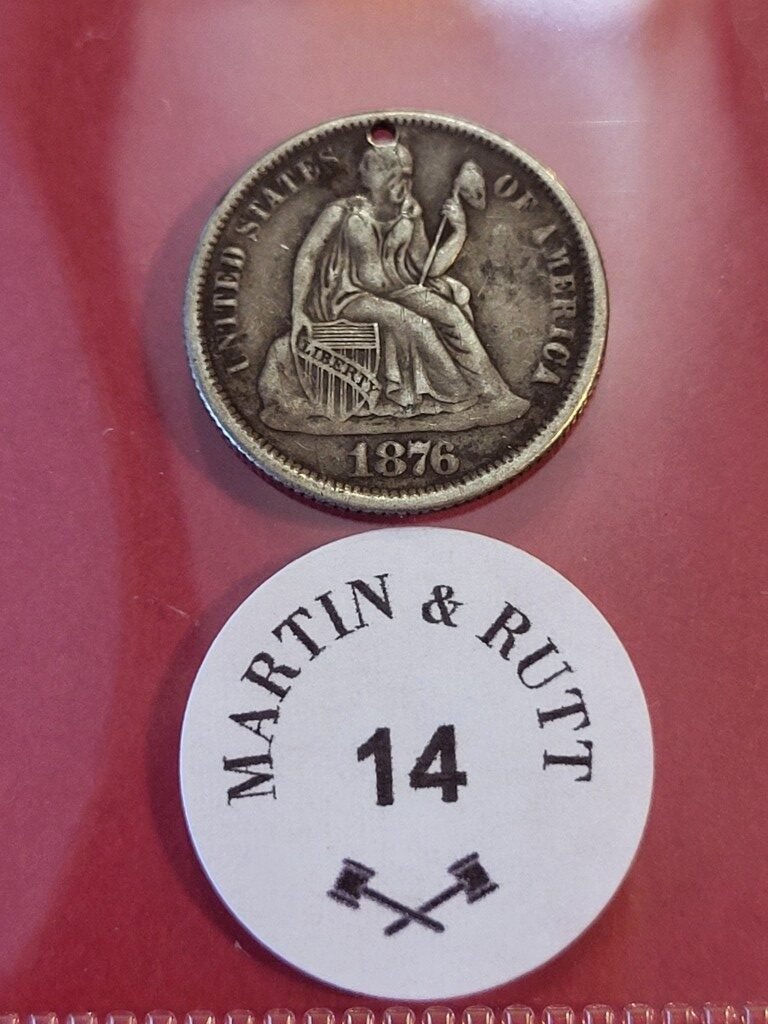 UNITED STATES OF AMERICA
LIBERTY
1876
MARTIN & RUTT
14